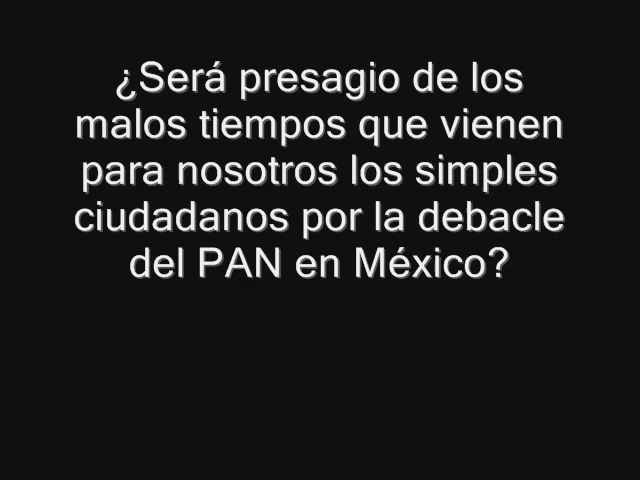 ¿Será presagio de los
malos tiempos que vienen
para nosotros los simples
ciudadanos por la debacle
del PAN en México?